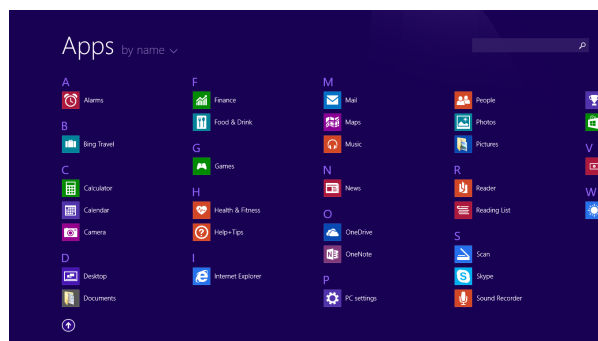 Apps by name
A
Alarms
B
Bing Travel
C
Calculator
Calendar
Camera
D
Desktop
Documents
F
Finance
Food & Drink
G
Games
H
Health & Fitness
Help+Tips
I
Internet Explorer
M
Mail
Maps
Music
N
News
O
OneDrive
OneNote
P
PC settings
People
Photos
Pictures
R
Reader
Reading List
S
Scan
Skype
Sound Recorder
V
W